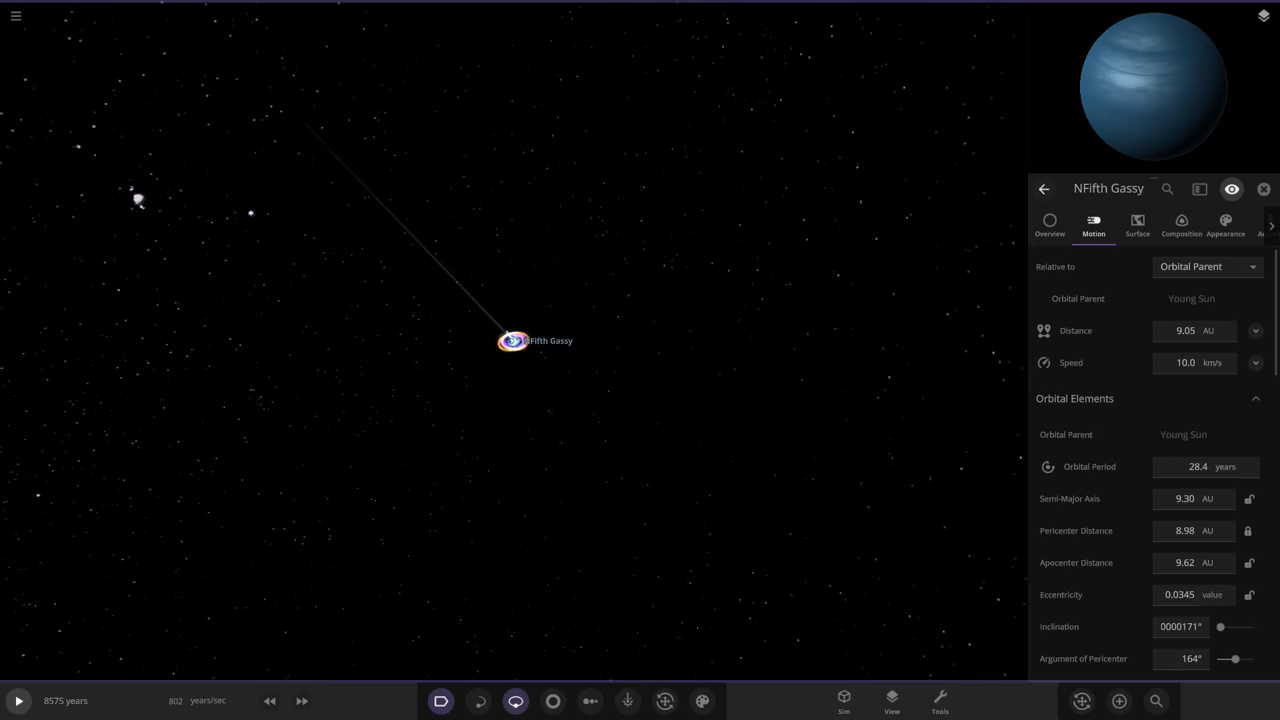 NFifth Gassy
NFifth Gassy
Overview Motion Surface Composition Appearance
Relative to Orbital Parent
Orbital Parent Young Sun
Distance 9.05 AU
Speed 10.0 km/s
Orbital Elements
Orbital Parent Young Sun
Orbital Period 28.4 years
Semi-Major Axis 9.30 AU
Pericenter Distance 8.98 AU
Apocenter Distance 9.62 AU
Eccentricity 0.0345 value
Inclination 0000171°
Argument of Pericenter 164°
8575 years 802 years/sec
Sim View Tools